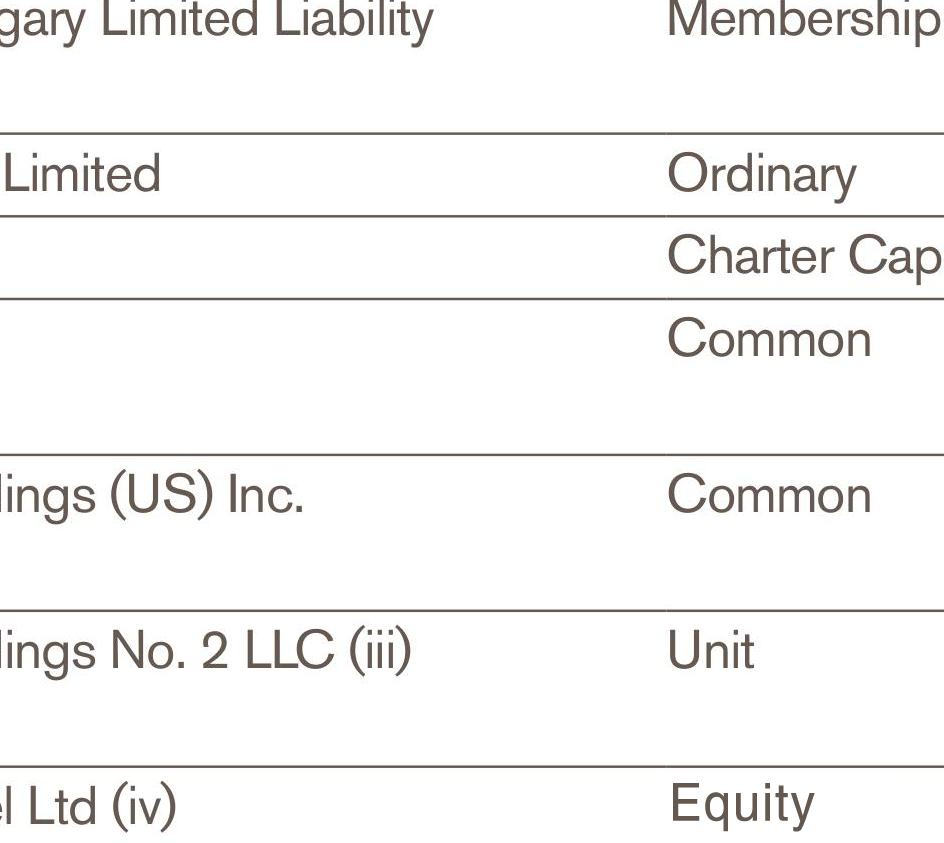 gary Limited Liability Membership
Limited Ordinary
Charter Cap
Common
lings (US) Inc. Common
lings No. 2 LLC (iii) Unit
el Ltd (iv) Equity